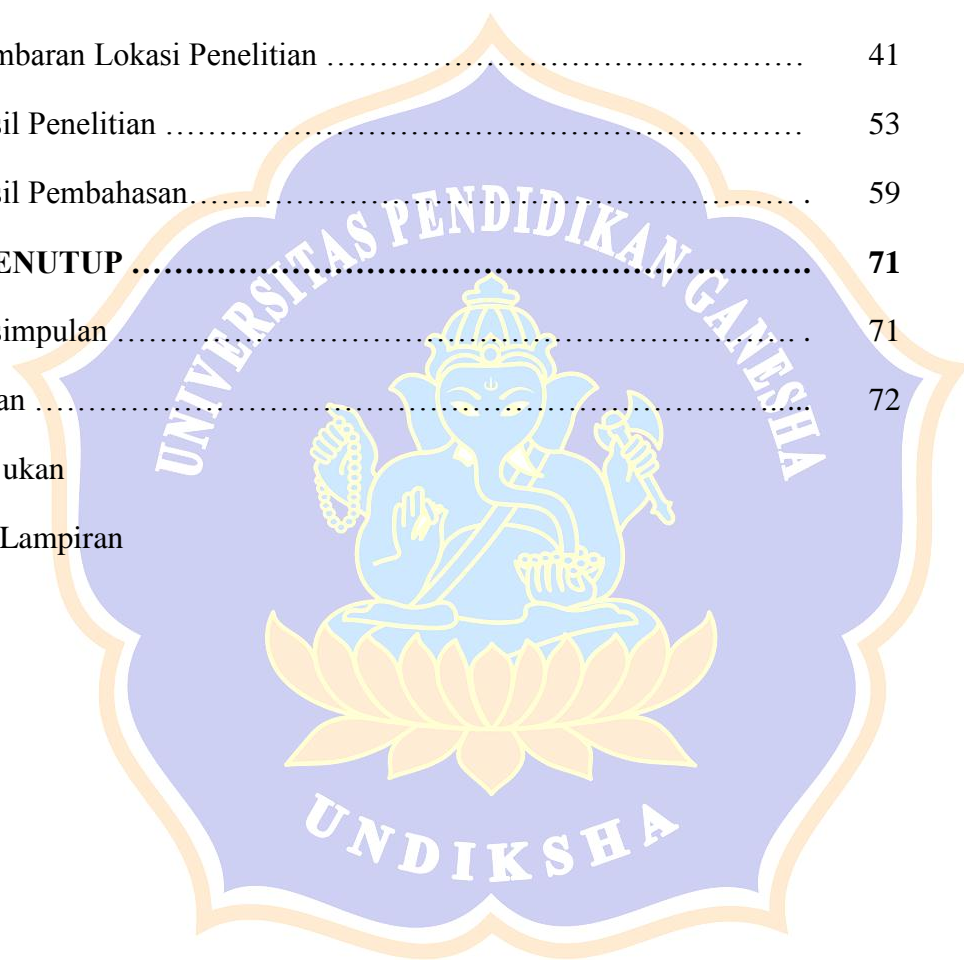 mbaran Lokasi Penelitian ……………………………………… 41
sil Penelitian …………………………………………………… 53
sil Pembahasan………………………………………………… . 59
ENUTUP ……………………………………………………….. 71
simpulan ……………………………………………………… . 71
an ……………………………………………………………... 72
ukan
Lampiran
UNIVERSITAS PENDIDIKAN GANESHA
UNDIKSHA